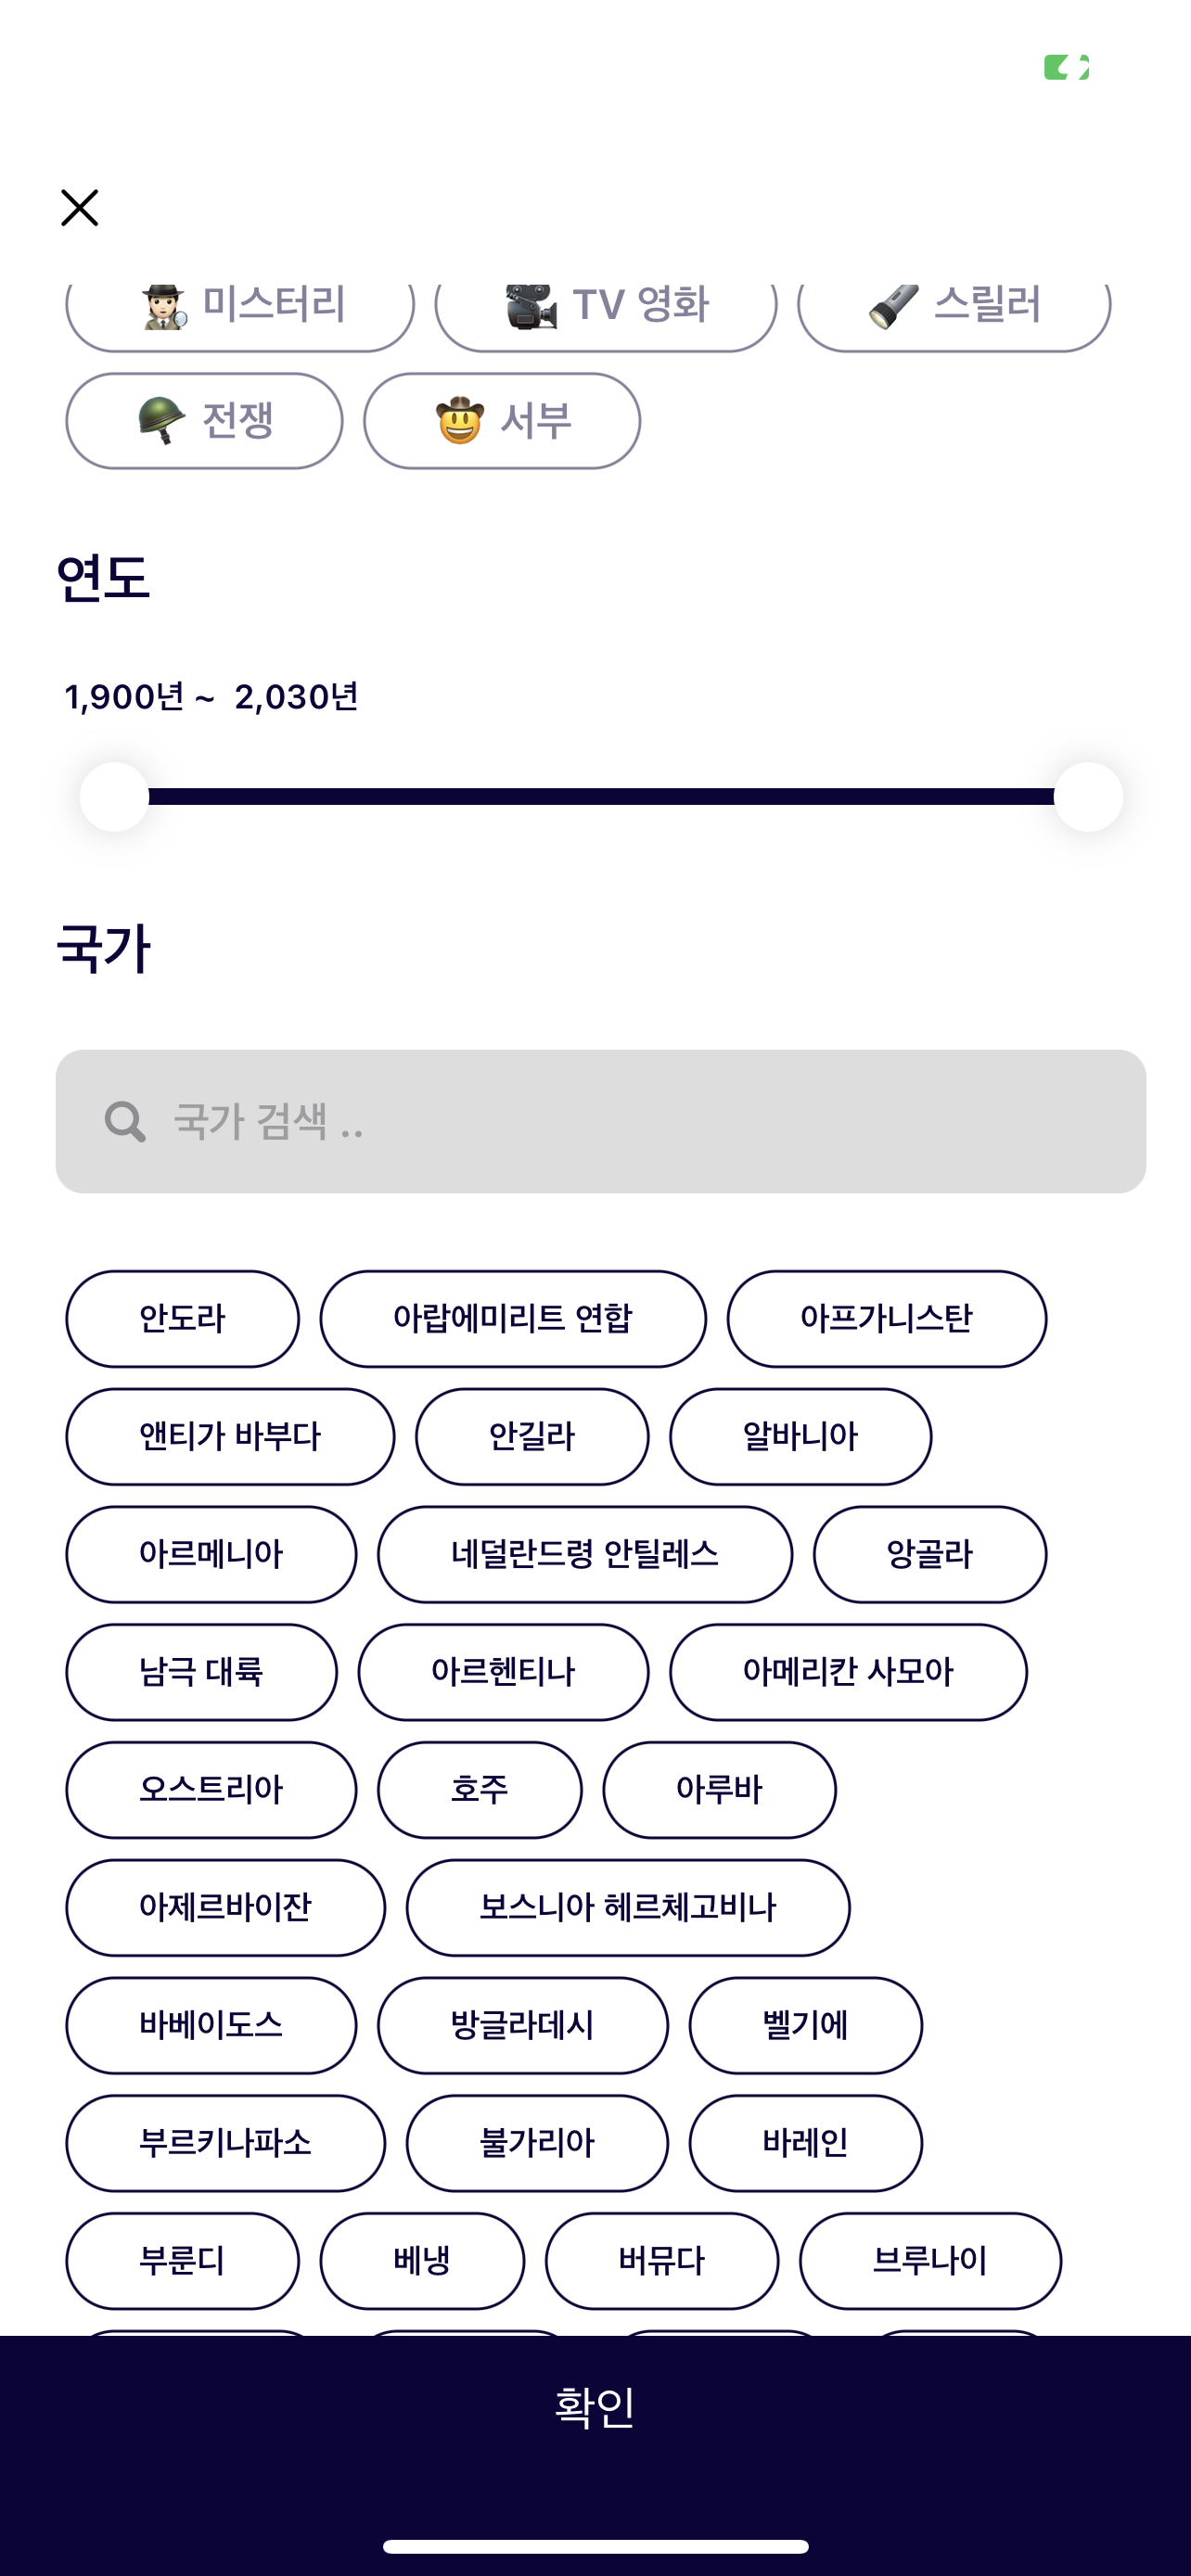 미스터리 TV 영화 스릴러
전쟁 서부
연도
1,900년 ~ 2,030년
국가
국가 검색 ..
안도라 아랍에미리트 연합 아프가니스탄
앤티가 바부다 안길라 알바니아
아르메니아 네덜란드령 안틸레스 앙골라
남극 대륙 아르헨티나 아메리칸 사모아
오스트리아 호주 아루바
아제르바이잔 보스니아 헤르체고비나
바베이도스 방글라데시 벨기에
부르키나파소 불가리아 바레인
부룬디 베냉 버뮤다 브루나이
확인